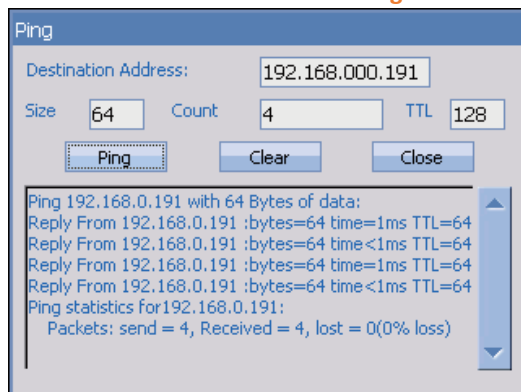 Ping
Destination Address: 192.168.000.191
Size 64 Count 4 TTL 128
Ping Clear Close
Ping 192.168.0.191 with 64 Bytes of data:
Reply From 192.168.0.191 :bytes=64 time=1ms TTL=64
Reply From 192.168.0.191 :bytes=64 time<1ms TTL=64
Reply From 192.168.0.191 :bytes=64 time=1ms TTL=64
Reply From 192.168.0.191 :bytes=64 time<1ms TTL=64
Ping statistics for192.168.0.191:
Packets: send = 4, Received = 4, lost = 0(0% loss)